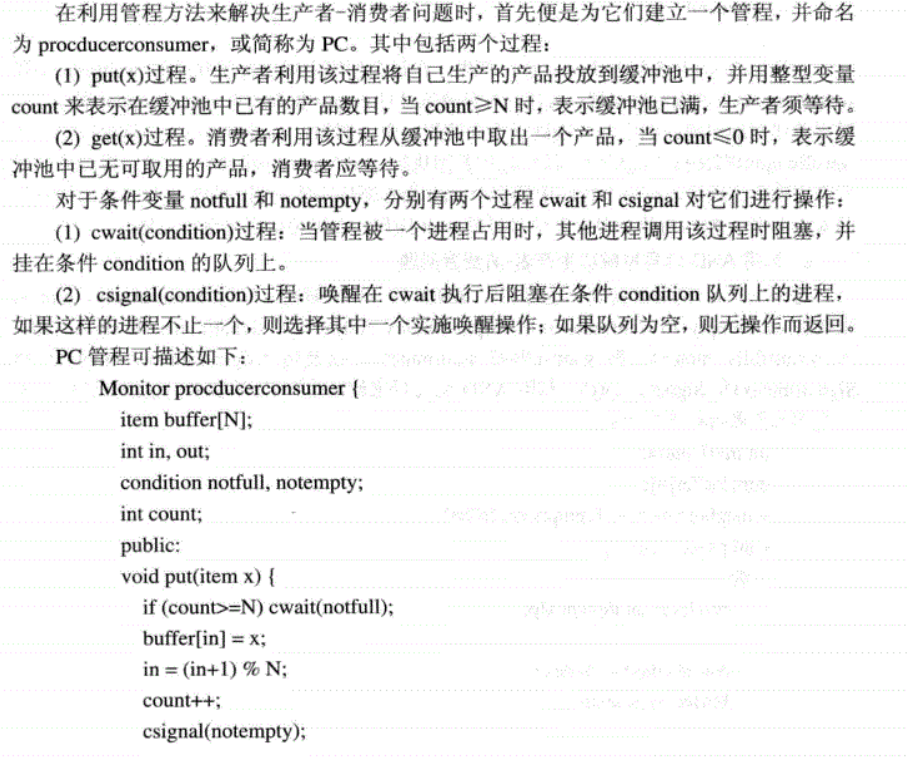 在利用管程方法来解决生产者-消费者问题时，首先便是为它们建立一个管程，并命名
为 procducerconsumer，或简称为 PC。其中包括两个过程：
(1) put(x)过程。生产者利用该过程将自己生产的产品投放到缓冲池中，并用整型变量
count 来表示在缓冲池中已有的产品数目，当 count≥N 时，表示缓冲池已满，生产者须等待。
(2) get(x)过程。消费者利用该过程从缓冲池中取出一个产品，当 count≤0 时，表示缓
冲池中已无可取用的产品，消费者应等待。
对于条件变量 notfull 和 notempty，分别有两个过程 cwait 和 csignal 对它们进行操作：
(1) cwait(condition)过程：当管程被一个进程占用时，其他进程调用该过程时阻塞，并
挂在条件 condition 的队列上。
(2) csignal(condition)过程：唤醒在 cwait 执行后阻塞在条件 condition 队列上的进程，
如果这样的进程不止一个，则选择其中一个实施唤醒操作；如果队列为空，则无操作而返回。
PC 管程可描述如下：
Monitor procducerconsumer {
item buffer[N];
int in, out;
condition notfull, notempty;
int count;
public:
void put(item x) {
if (count>=N) cwait(notfull);
buffer[in] = x;
in = (in+1) % N;
count++;
csignal(notempty);